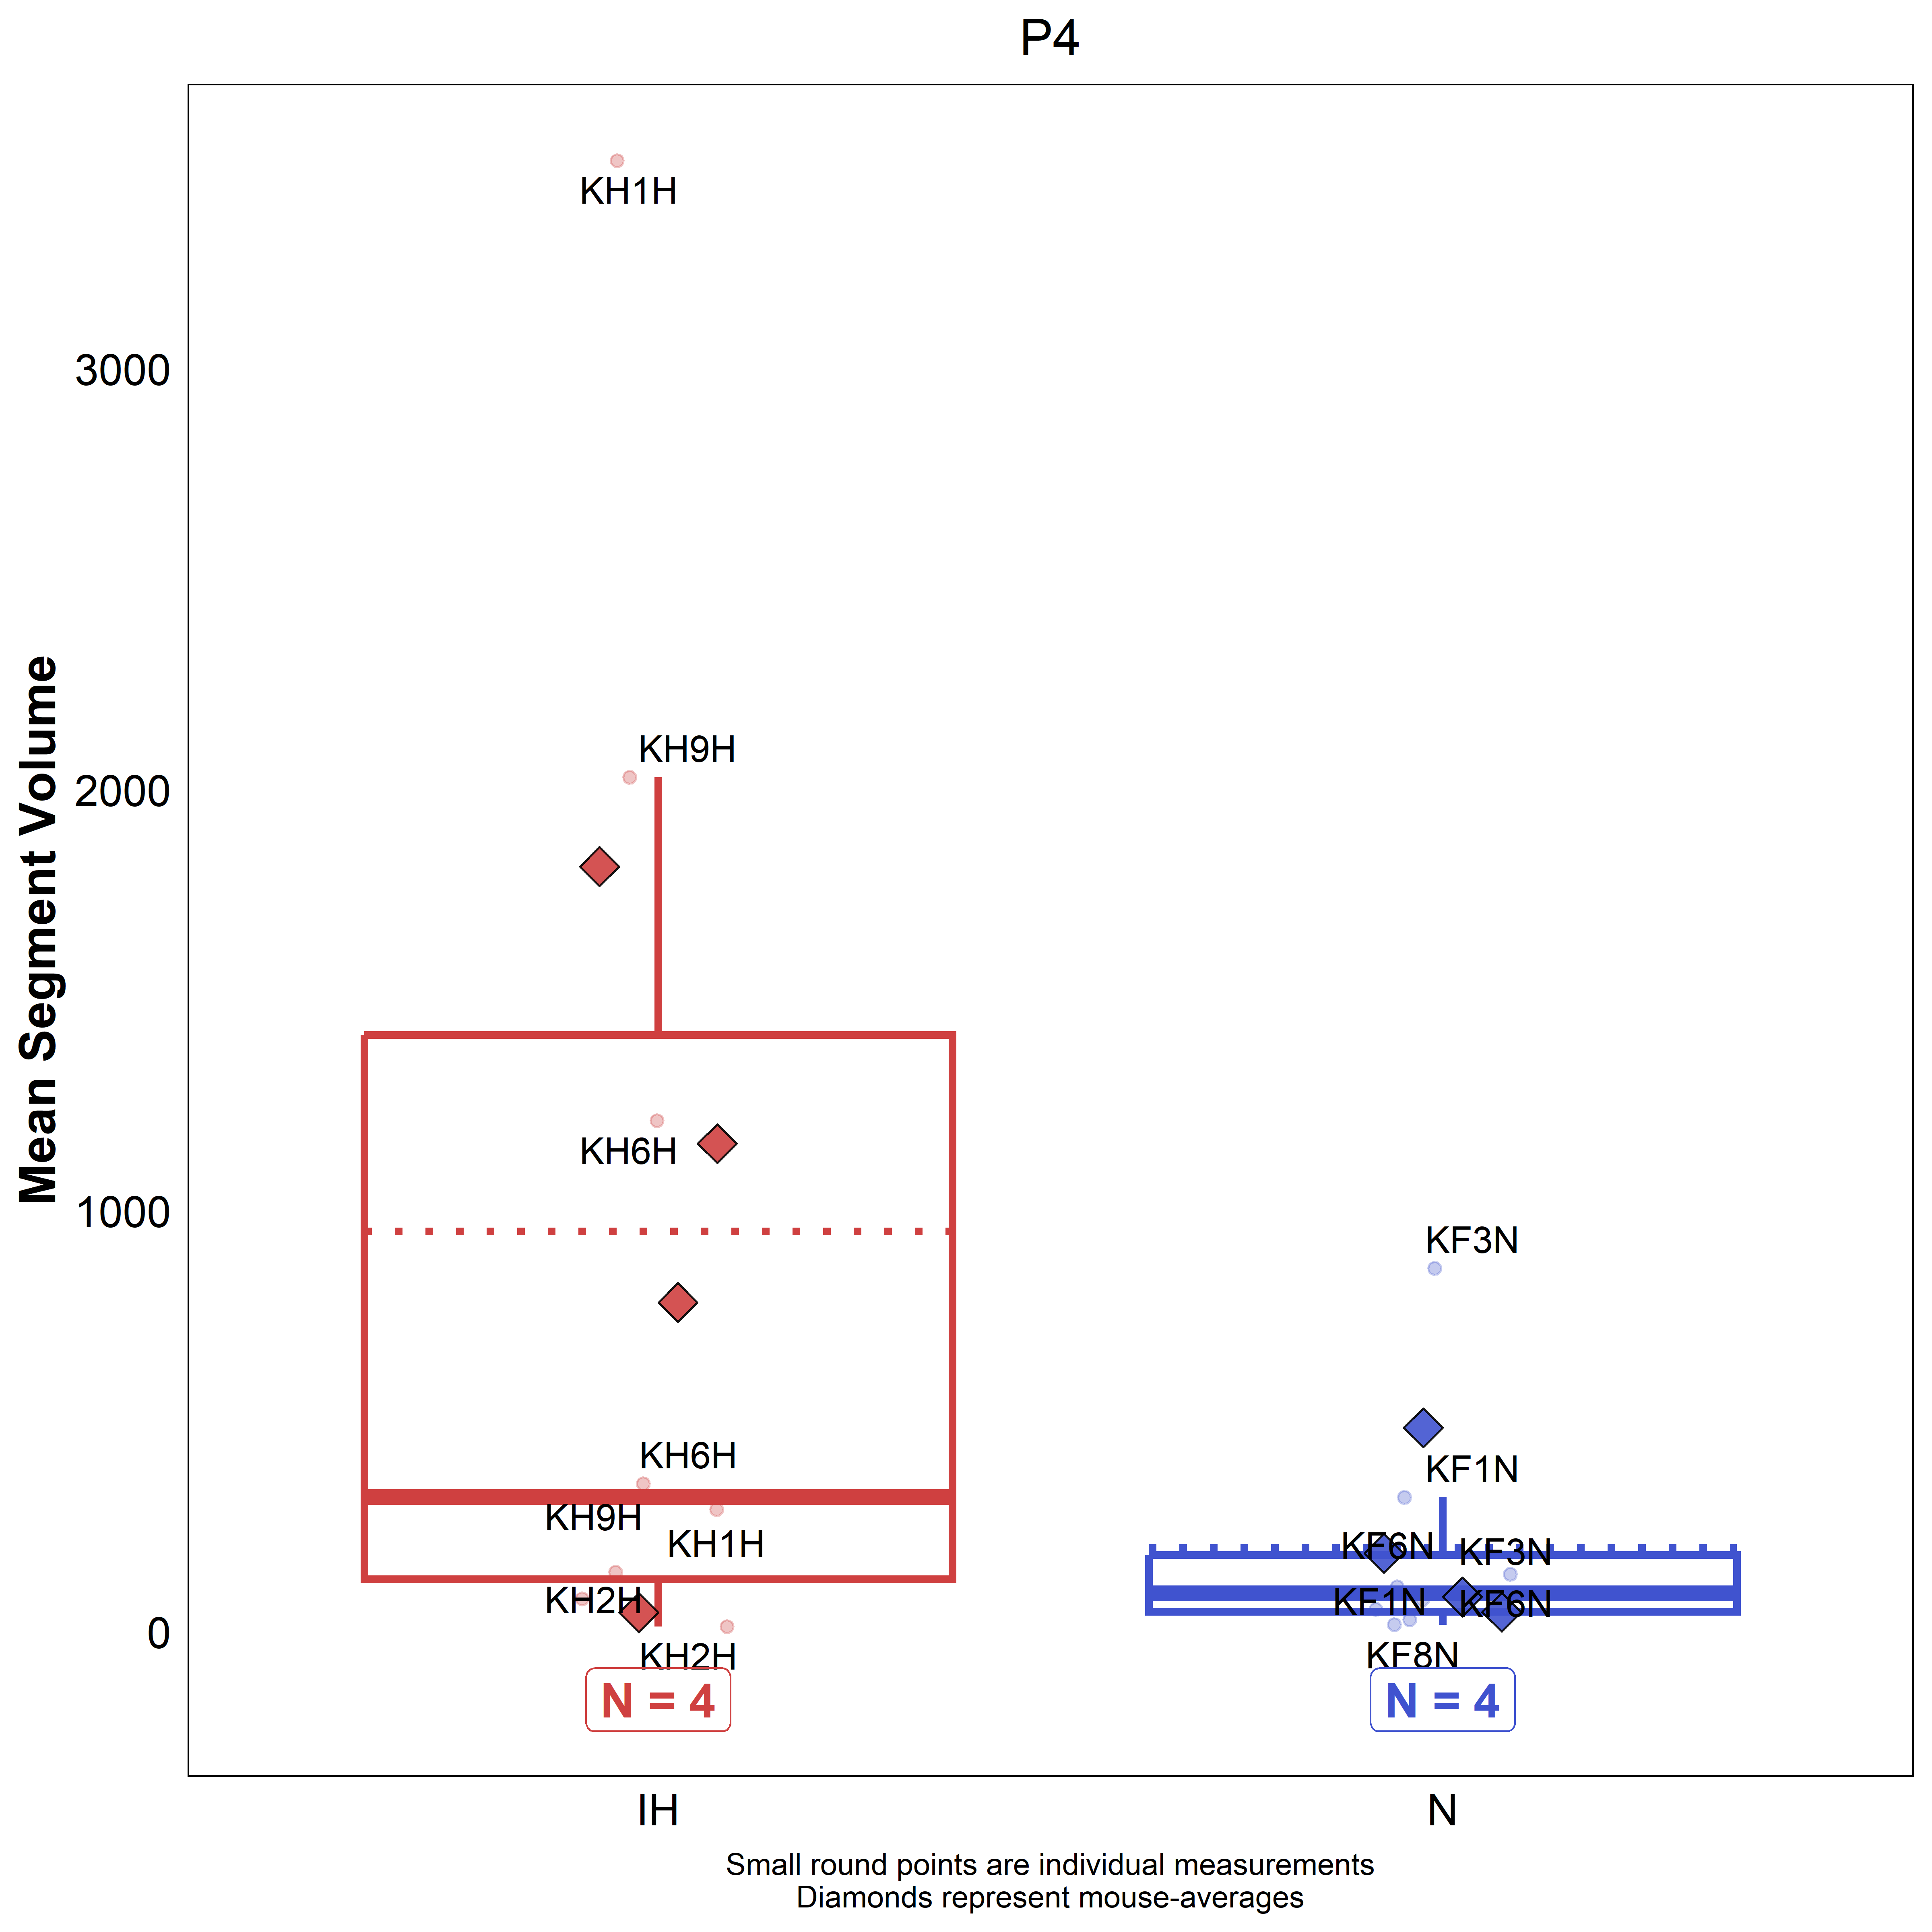 P4
Mean Segment Volume
3000
2000
1000
0
KH1H
KH9H
KH6H
KF3N
KH6H
KF1N
KH9H
KH1H
KF6N
KF3N
KH2H
KF1N
KF6N
KH2H
KF8N
N = 4
N = 4
IH
N
Small round points are individual measurements
Diamonds represent mouse-averages